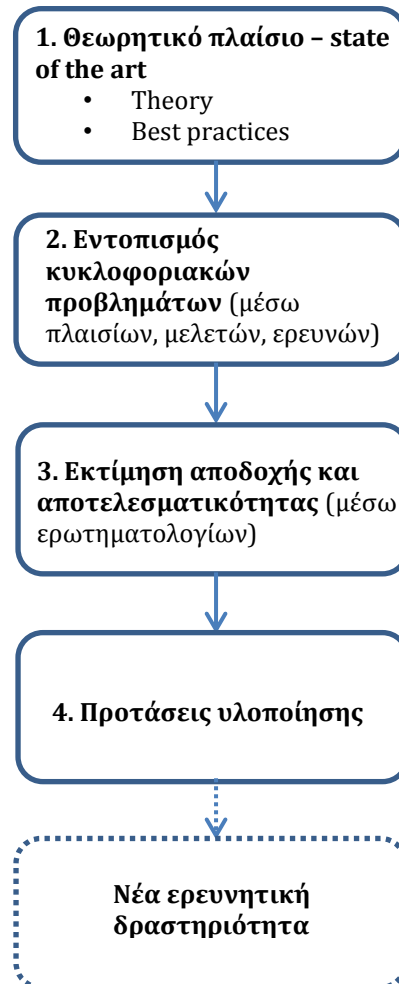 1. Θεωρητικό πλαίσιο – state
of the art
• Theory
• Best practices
2. Εντοπισμός
κυκλοφοριακών
προβλημάτων (μέσω
πλαισίων, μελετών, ερευνών)
3. Εκτίμηση αποδοχής και
αποτελεσματικότητας (μέσω
ερωτηματολογίων)
4. Προτάσεις υλοποίησης
Νέα ερευνητική
δραστηριότητα